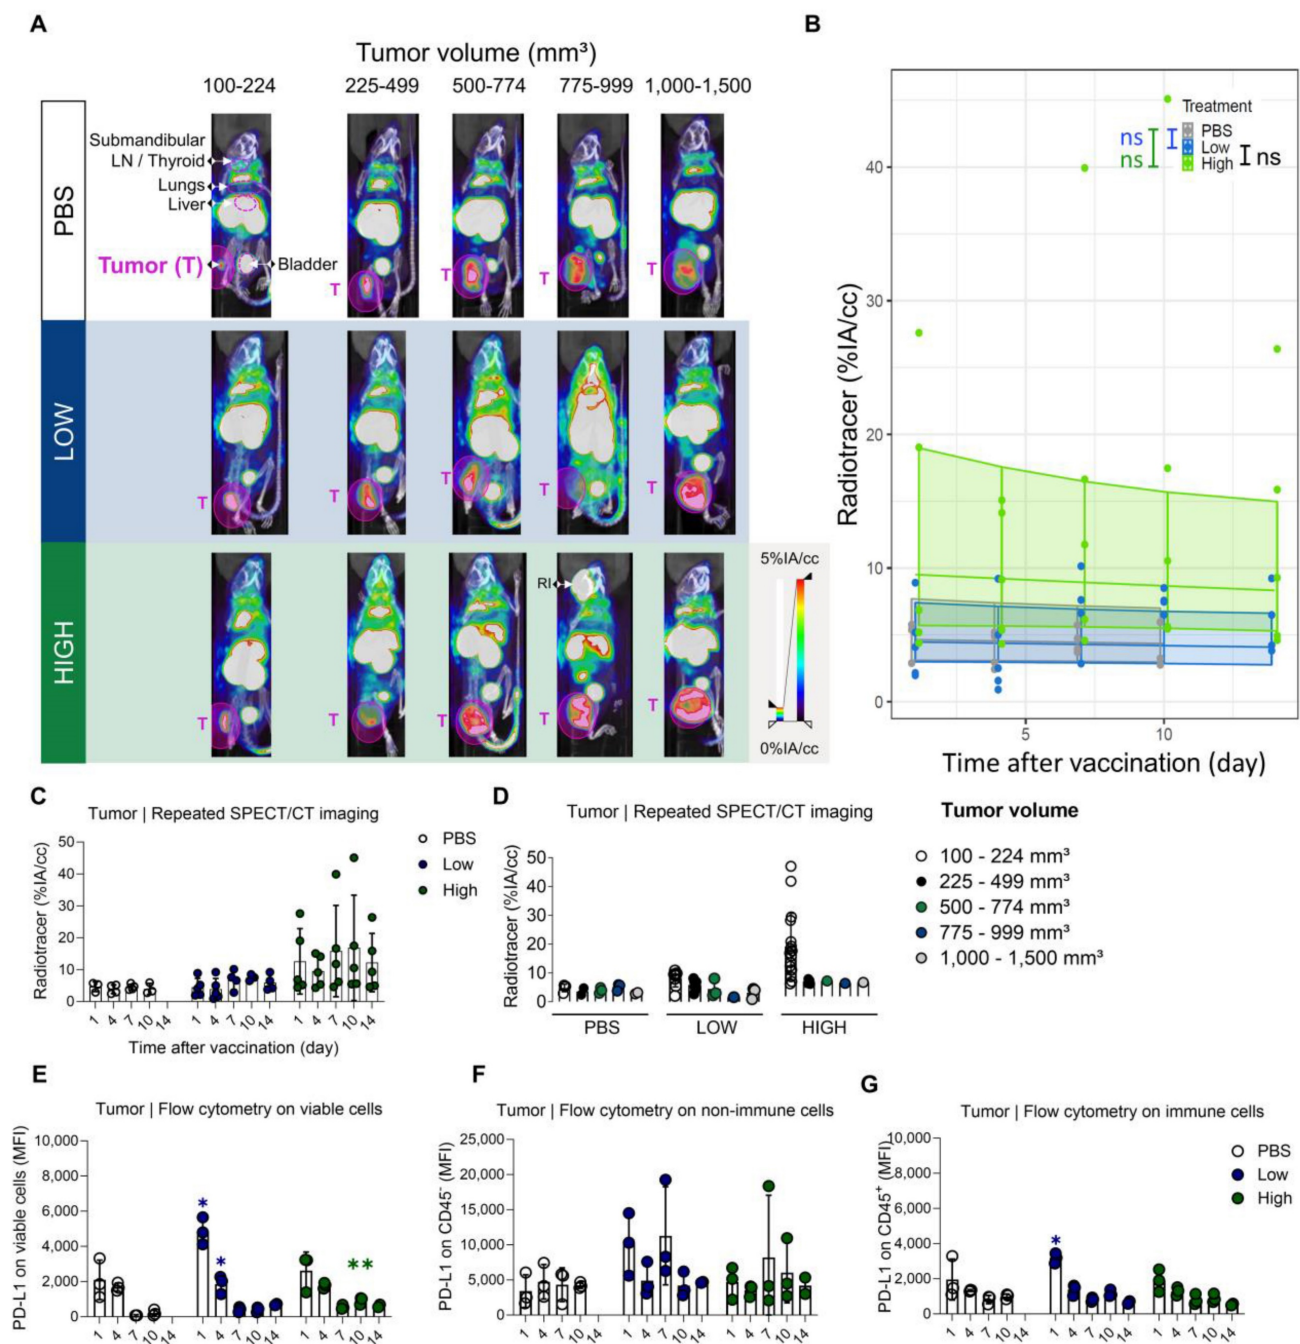 A
Tumor volume (mm³)
100-224 225-499 500-774 775-999 1,000-1,500
PBS
Submandibular
LN / Thyroid
Lungs
Liver
Tumor (T)
Bladder
T T T T
LOW
T T T T T
HIGH
RI
T T T T T
5%IA/cc
0%IA/cc
B
Radiotracer (%IA/cc)
40
30
20
10
0
5 10
Time after vaccination (day)
Treatment
PBS
Low
High
ns
ns
ns
C
Tumor | Repeated SPECT/CT imaging
Radiotracer (%IA/cc)
50
40
30
20
10
0
1 4 7 10 14 1 4 7 10 14 1 4 7 10 14
Time after vaccination (day)
PBS
Low
High
D
Tumor | Repeated SPECT/CT imaging
Radiotracer (%IA/cc)
50
40
30
20
10
0
PBS LOW HIGH
Tumor volume
100 - 224 mm³
225 - 499 mm³
500 - 774 mm³
775 - 999 mm³
1,000 - 1,500 mm³
E
Tumor | Flow cytometry on viable cells
PD-L1 on viable cells (MFI)
10,000
8,000
6,000
4,000
2,000
0
* * **
1 4 7 10 14 1 4 7 10 14 1 4 7 10 14
F
Tumor | Flow cytometry on non-immune cells
PD-L1 on CD45⁻ (MFI)
25,000
20,000
15,000
10,000
5,000
0
1 4 7 10 14 1 4 7 10 14 1 4 7 10 14
G
Tumor | Flow cytometry on immune cells
PD-L1 on CD45⁺ (MFI)
10,000
8,000
6,000
4,000
2,000
0
*
1 4 7 10 14 1 4 7 10 14 1 4 7 10 14
PBS
Low
High